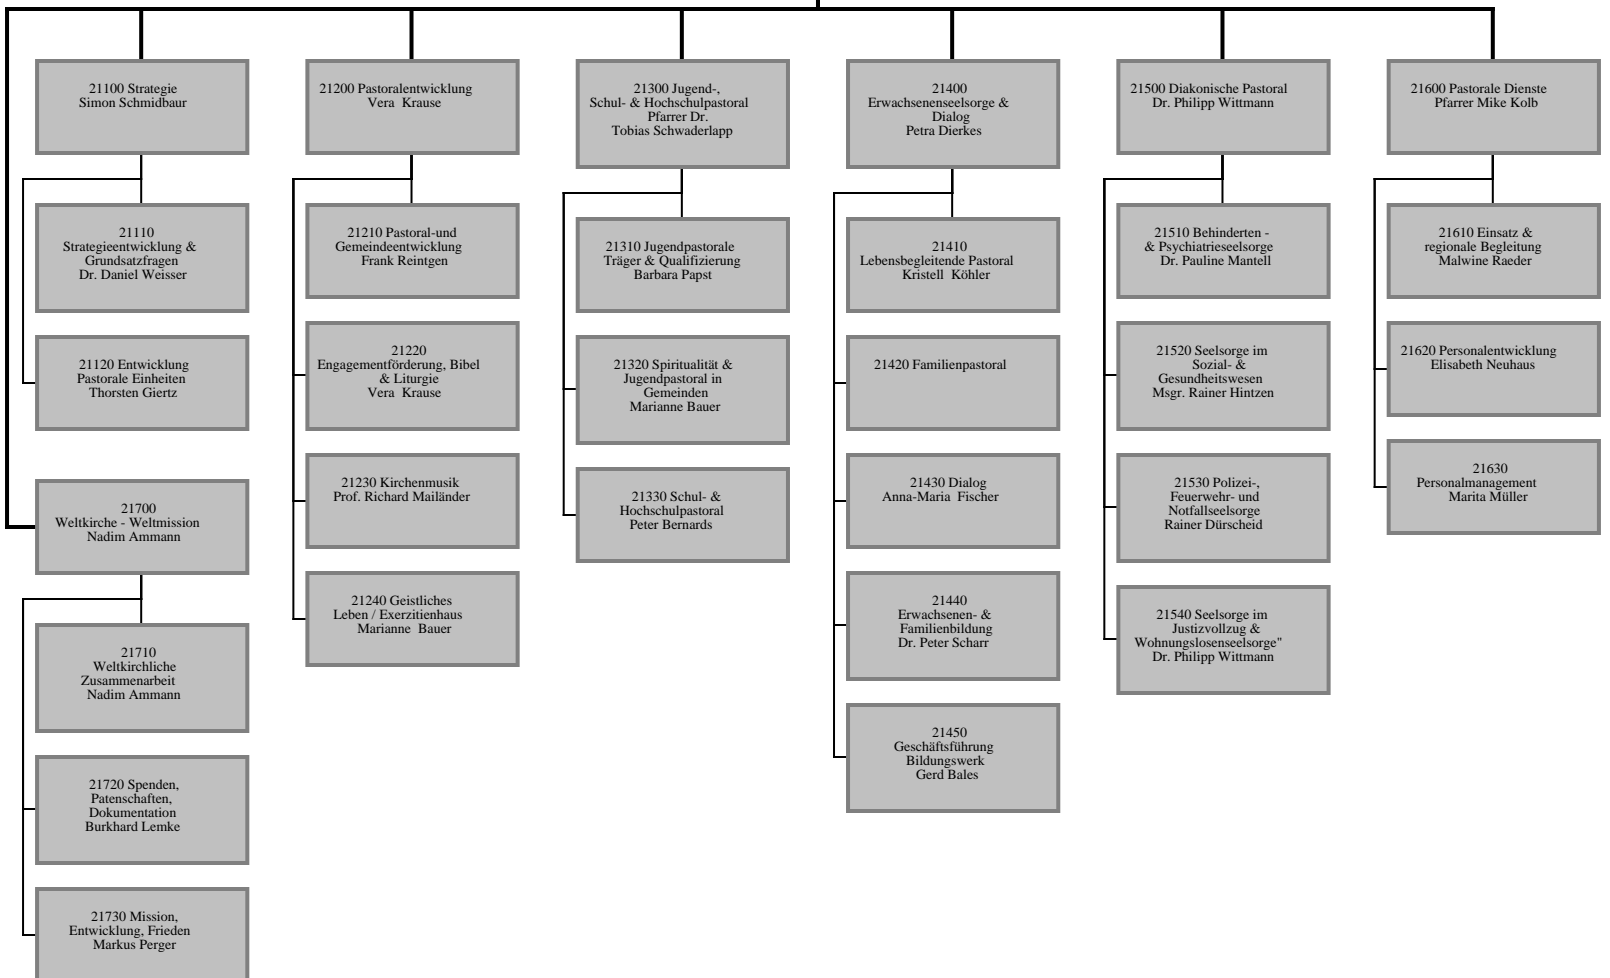 21100 Strategie
Simon Schmidbaur
21110
Strategieentwicklung &
Grundsatzfragen
Dr. Daniel Weisser
21120 Entwicklung
Pastorale Einheiten
Thorsten Giertz
21700
Weltkirche - Weltmission
Nadim Ammann
21710
Weltkirchliche
Zusammenarbeit
Nadim Ammann
21720 Spenden,
Patenschaften,
Dokumentation
Burkhard Lemke
21730 Mission,
Entwicklung, Frieden
Markus Perger
21200 Pastoralentwicklung
Vera Krause
21210 Pastoral-und
Gemeindeentwicklung
Frank Reintgen
21220
Engagementförderung, Bibel
& Liturgie
Vera Krause
21230 Kirchenmusik
Prof. Richard Mailänder
21240 Geistliches
Leben / Exerzitienhaus
Marianne Bauer
21300 Jugend-,
Schul- & Hochschulpastoral
Pfarrer Dr.
Tobias Schwaderlapp
21310 Jugendpastorale
Träger & Qualifizierung
Barbara Papst
21320 Spiritualität &
Jugendpastoral in
Gemeinden
Marianne Bauer
21330 Schul- &
Hochschulpastoral
Peter Bernards
21400
Erwachsenenseelsorge &
Dialog
Petra Dierkes
21410
Lebensbegleitende Pastoral
Kristell Köhler
21420 Familienpastoral
21430 Dialog
Anna-Maria Fischer
21440
Erwachsenen- &
Familienbildung
Dr. Peter Scharr
21450
Geschäftsführung
Bildungswerk
Gerd Bales
21500 Diakonische Pastoral
Dr. Philipp Wittmann
21510 Behinderten -
& Psychiatrieseelsorge
Dr. Pauline Mantell
21520 Seelsorge im
Sozial- &
Gesundheitswesen
Msgr. Rainer Hintzen
21530 Polizei-,
Feuerwehr- und
Notfallseelsorge
Rainer Dürscheid
21540 Seelsorge im
Justizvollzug &
Wohnungslosenseelsorge"
Dr. Philipp Wittmann
21600 Pastorale Dienste
Pfarrer Mike Kolb
21610 Einsatz &
regionale Begleitung
Malwine Raeder
21620 Personalentwicklung
Elisabeth Neuhaus
21630
Personalmanagement
Marita Müller